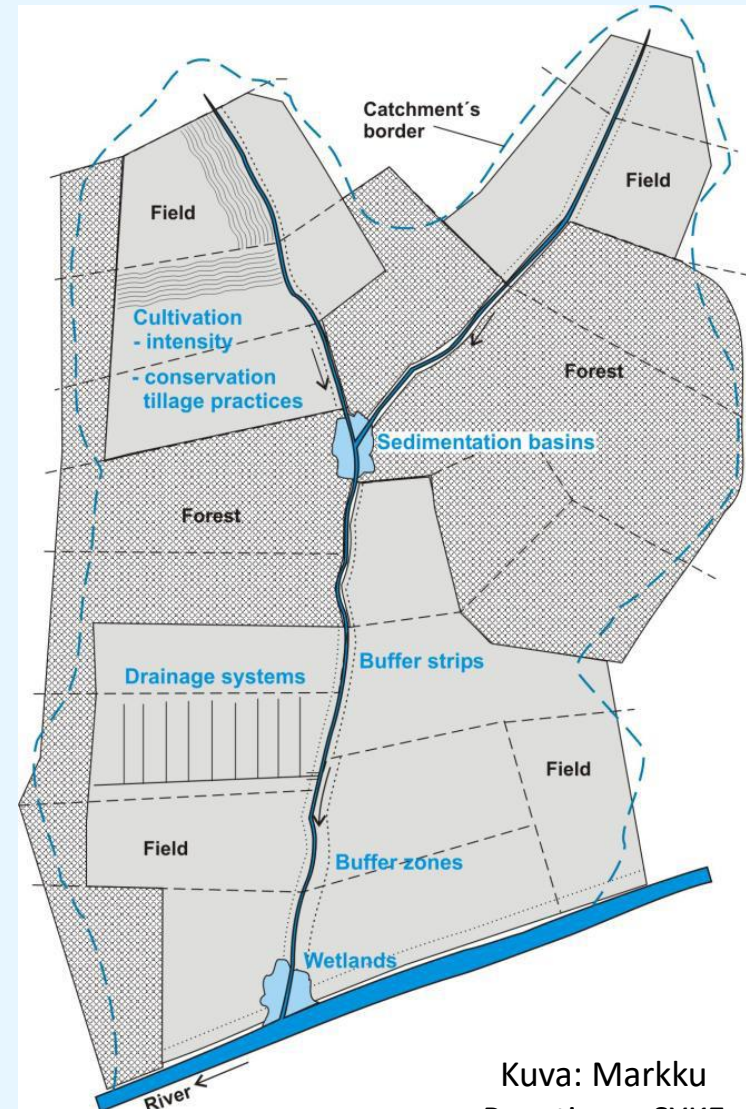 Catchment´s
border
Field
Field
Cultivation
- intensity
- conservation
tillage practices
Forest
Sedimentation basins
Forest
Buffer strips
Drainage systems
Field
Field
Buffer zones
Wetlands
River
Kuva: Markku